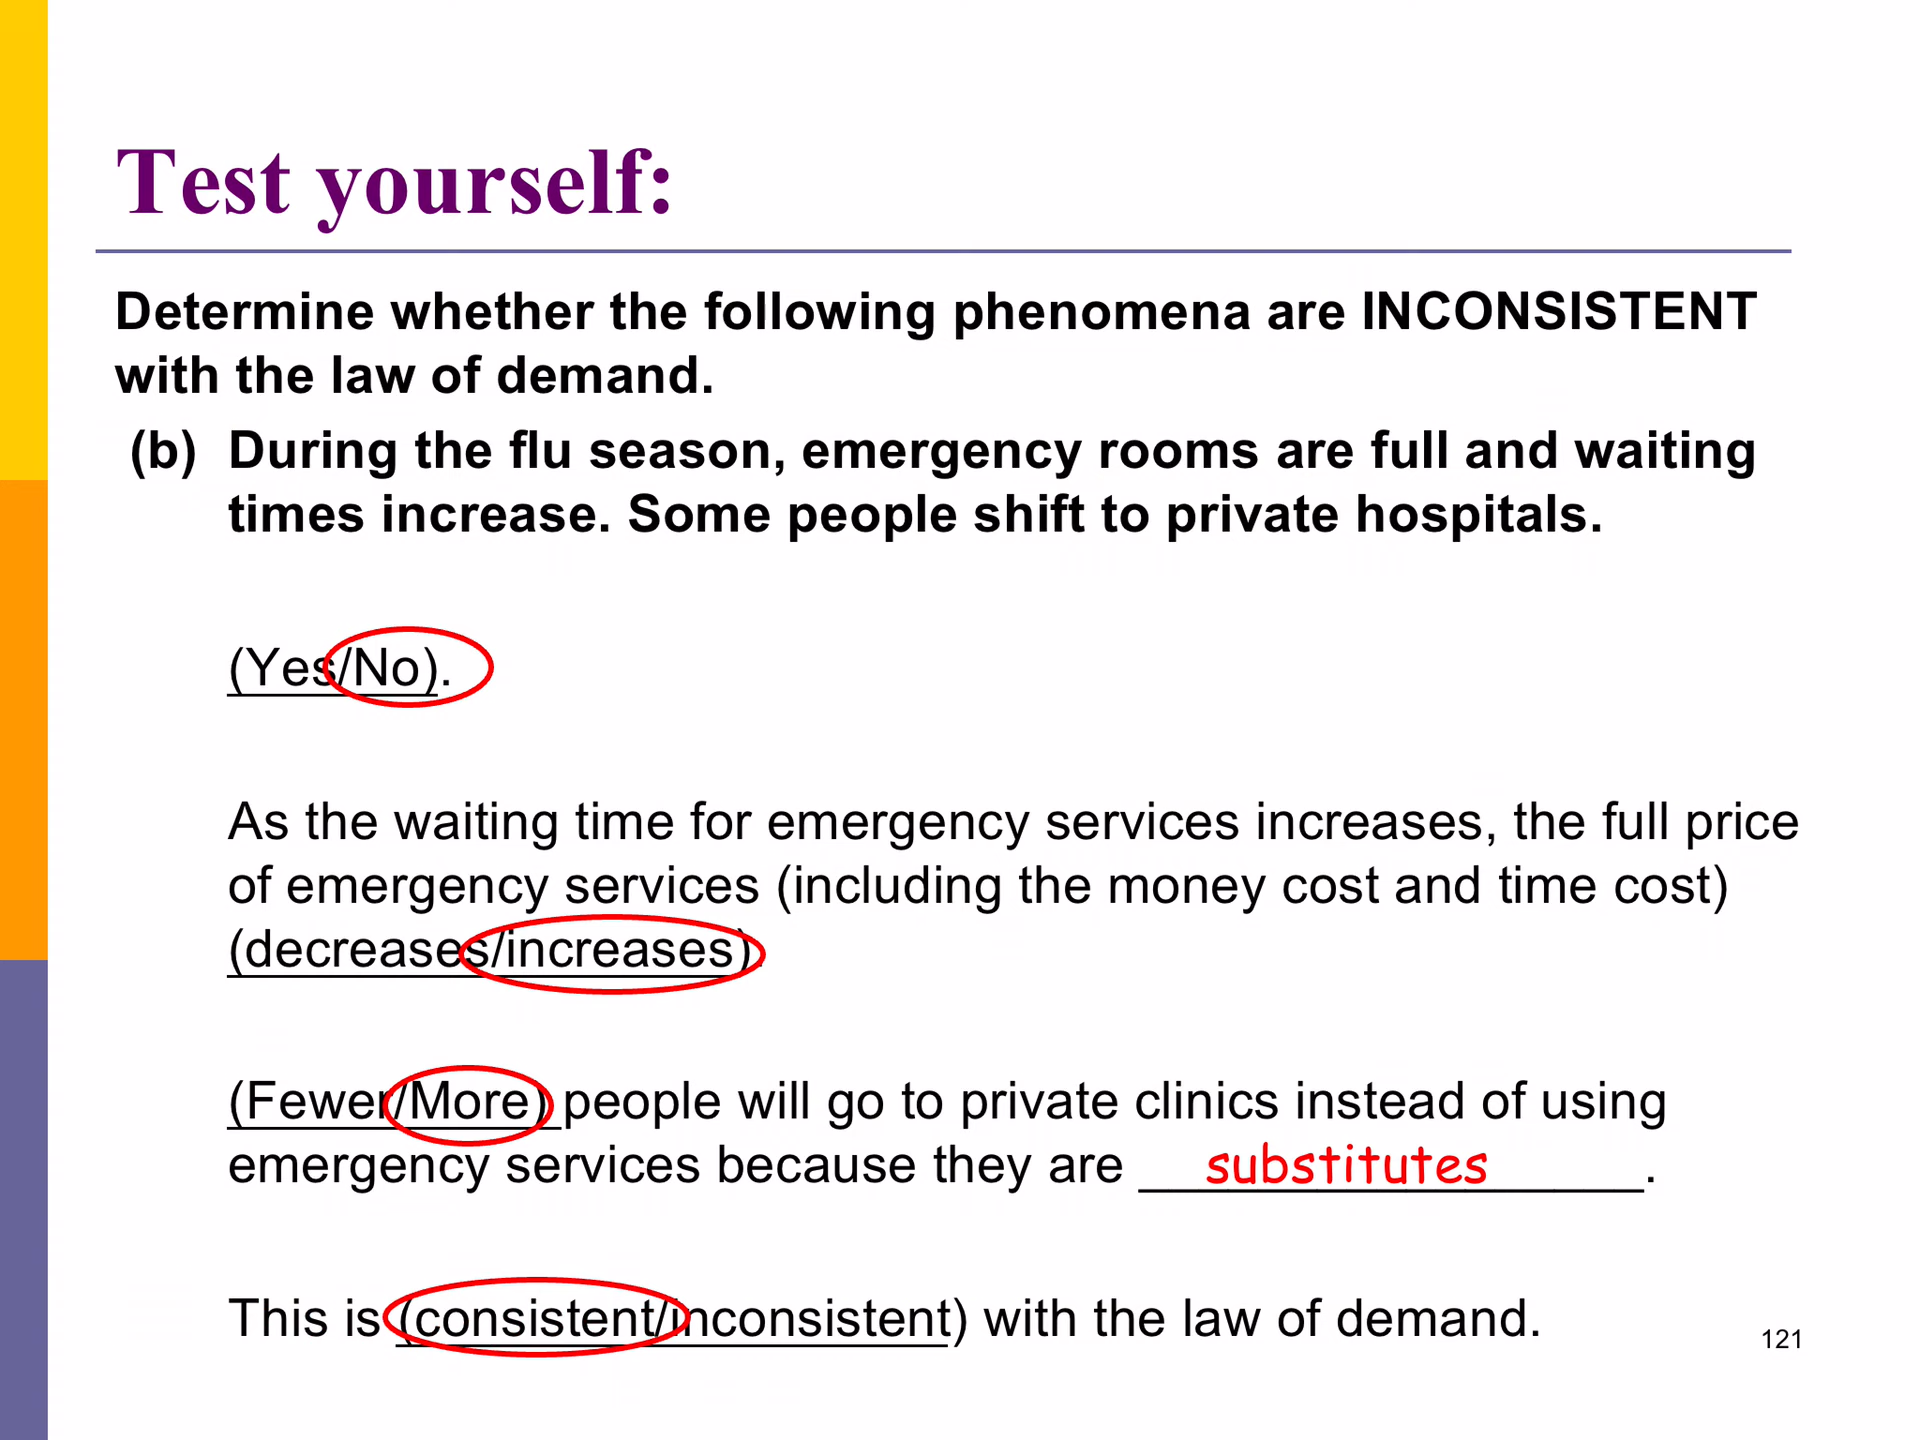 Test yourself:
Determine whether the following phenomena are INCONSISTENT
with the law of demand.
(b) During the flu season, emergency rooms are full and waiting
times increase. Some people shift to private hospitals.
(Yes/No).
As the waiting time for emergency services increases, the full price
of emergency services (including the money cost and time cost)
(decreases/increases).
(Fewer/More) people will go to private clinics instead of using
emergency services because they are substitutes.
This is (consistent/inconsistent) with the law of demand.
121